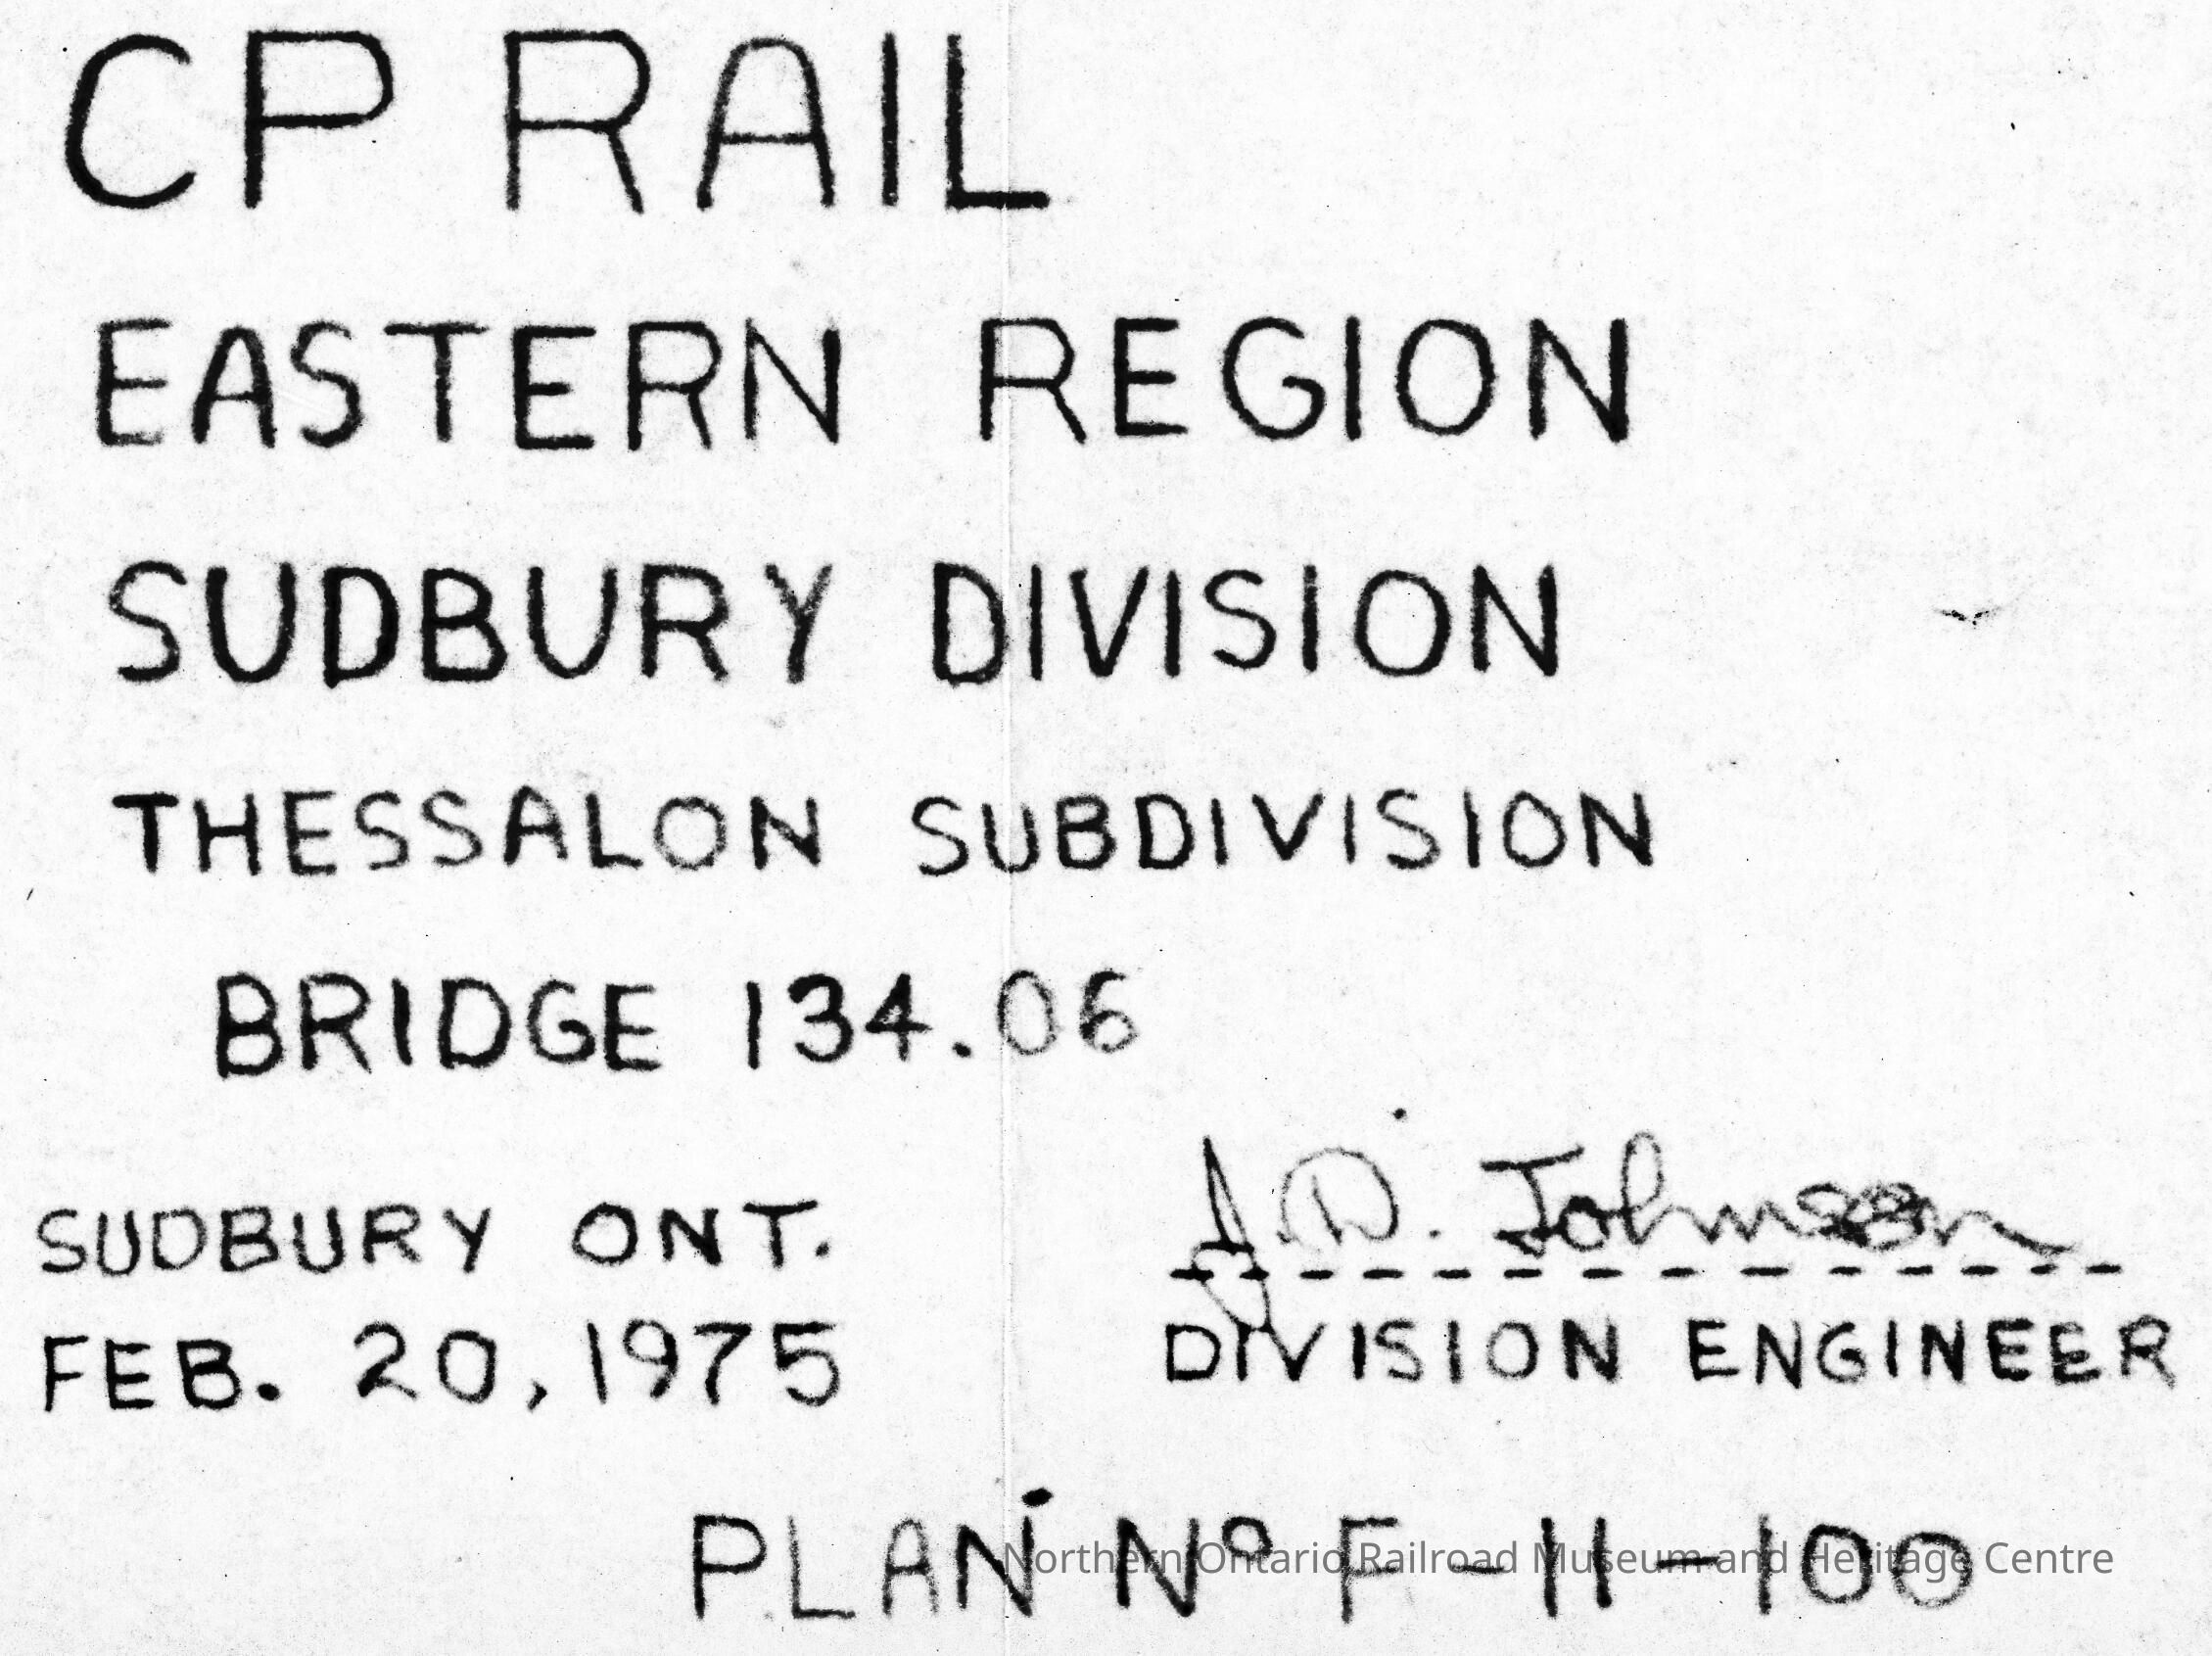 CP RAIL
EASTERN REGION
SUDBURY DIVISION
THESSALON SUBDIVISION
BRIDGE 134.06
J. D. Johnson
SUDBURY ONT.
FEB. 20, 1975
DIVISION ENGINEER
PLAN Nº F-11-100
Northern Ontario Railroad Museum and Heritage Centre